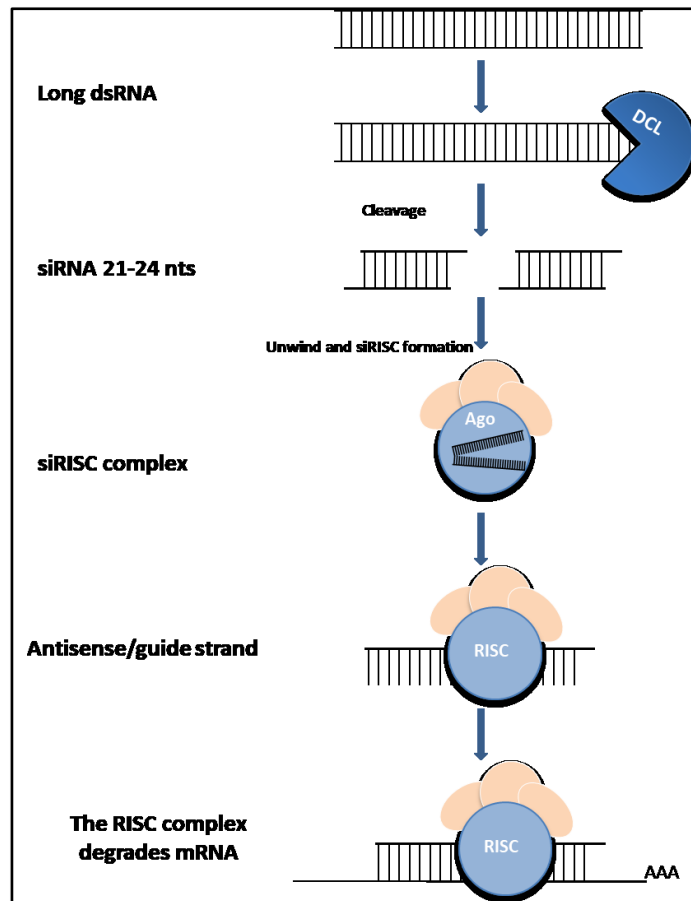 Long dsRNA
DCL
Cleavage
siRNA 21-24 nts
Unwind and siRISC formation
Ago
siRISC complex
Antisense/guide strand
RISC
The RISC complex
degrades mRNA
RISC
AAA